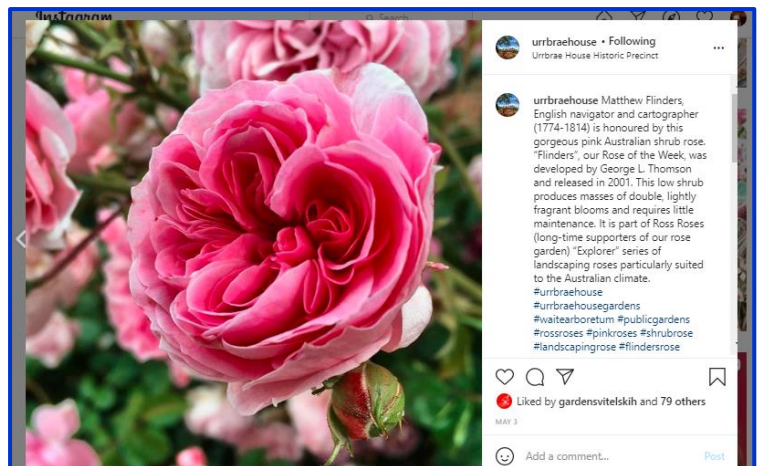 Instagram
Search
urrbraehouse • Following
Urrbrae House Historic Precinct
urrbraehouse Matthew Flinders,
English navigator and cartographer
(1774-1814) is honoured by this
gorgeous pink Australian shrub rose.
"Flinders", our Rose of the Week, was
developed by George L. Thomson
and released in 2001. This low shrub
produces masses of double, lightly
fragrant blooms and requires little
maintenance. It is part of Ross Roses
(long-time supporters of our rose
garden) "Explorer" series of
landscaping roses particularly suited
to the Australian climate.
#urrbraehouse
#urrbraehousegardens
#waitearboretum #publicgardens
#rossroses #pinkroses #shrubrose
#landscapingrose #flindersrose
Liked by gardensvitelskih and 79 others
MAY 3
Add a comment... Post